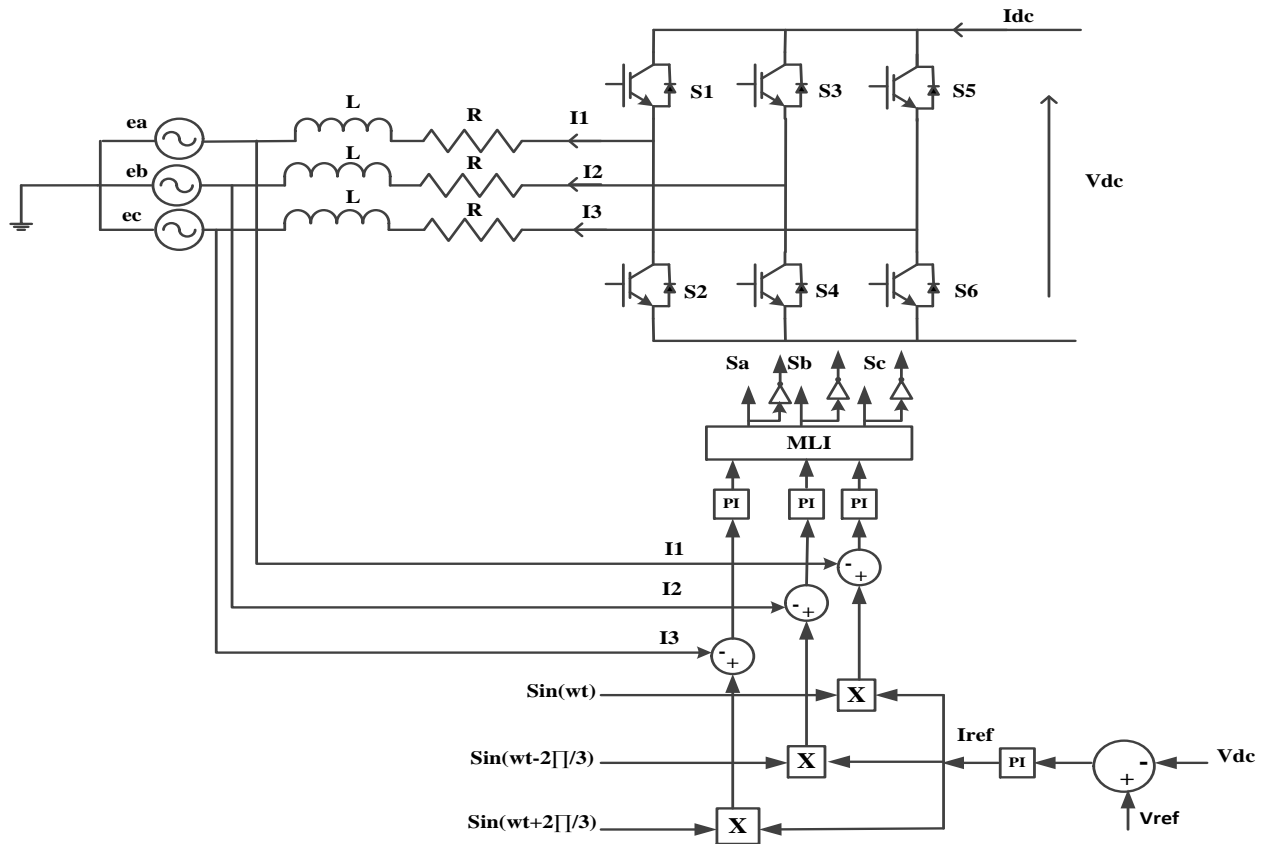 Idc
S1
S3
S5
ea
L
R
I1
eb
L
R
I2
Vdc
ec
L
R
I3
S2
S4
S6
Sa
Sb
Sc
MLI
PI
PI
PI
I1
- +
I2
- +
I3
- +
Sin(wt)
X
Sin(wt-2∏/3)
X
Iref
PI
- +
Vdc
Sin(wt+2∏/3)
X
Vref